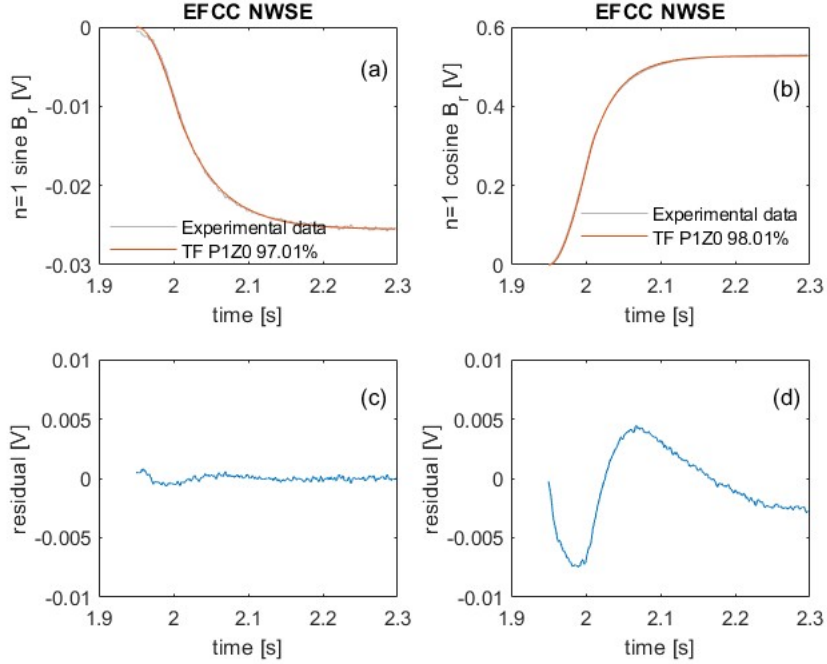 EFCC NWSE
n=1 sine B_r [V]
0
-0.01
-0.02
-0.03
(a)
Experimental data
TF P1Z0 97.01%
1.9 2 2.1 2.2 2.3
time [s]
EFCC NWSE
n=1 cosine B_r [V]
0.6
0.4
0.2
0
(b)
Experimental data
TF P1Z0 98.01%
1.9 2 2.1 2.2 2.3
time [s]
residual [V]
0.01
0.005
0
-0.005
-0.01
(c)
1.9 2 2.1 2.2 2.3
time [s]
residual [V]
0.01
0.005
0
-0.005
-0.01
(d)
1.9 2 2.1 2.2 2.3
time [s]